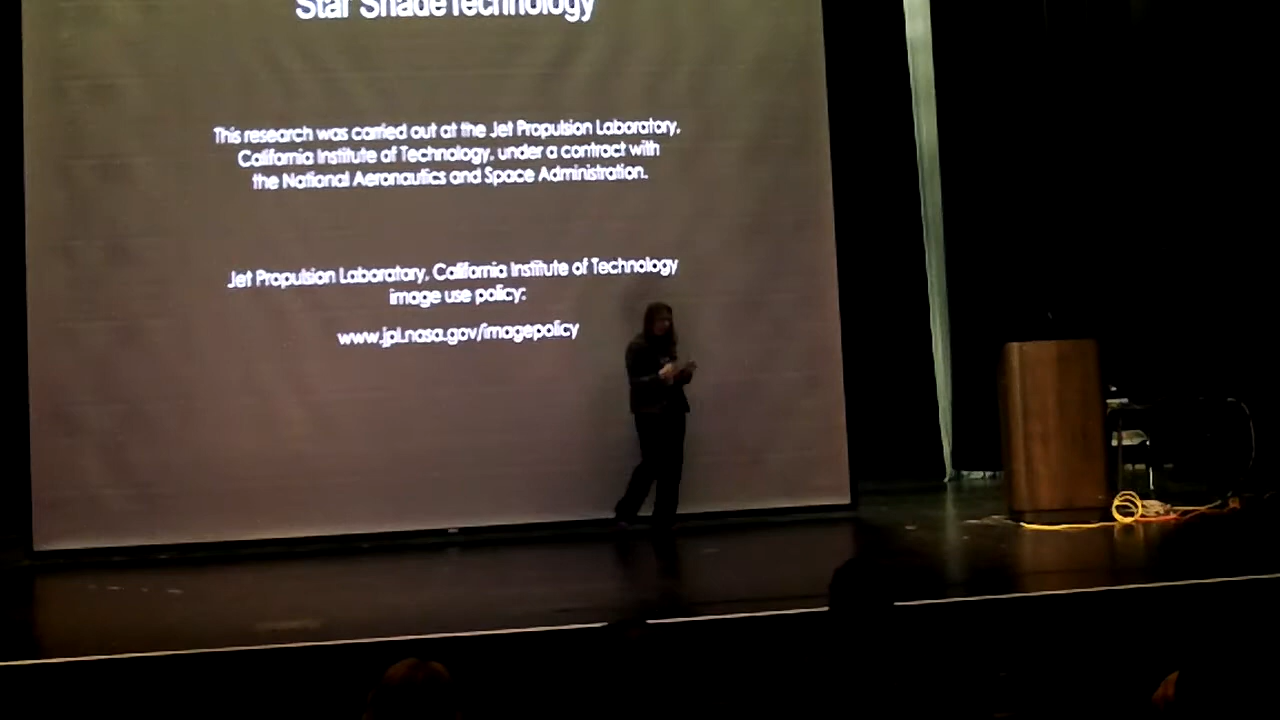 Star Shade Technology
This research was carried out at the Jet Propulsion Laboratory,
California Institute of Technology, under a contract with
the National Aeronautics and Space Administration.
Jet Propulsion Laboratory, California Institute of Technology
image use policy:
www.jpl.nasa.gov/imagepolicy